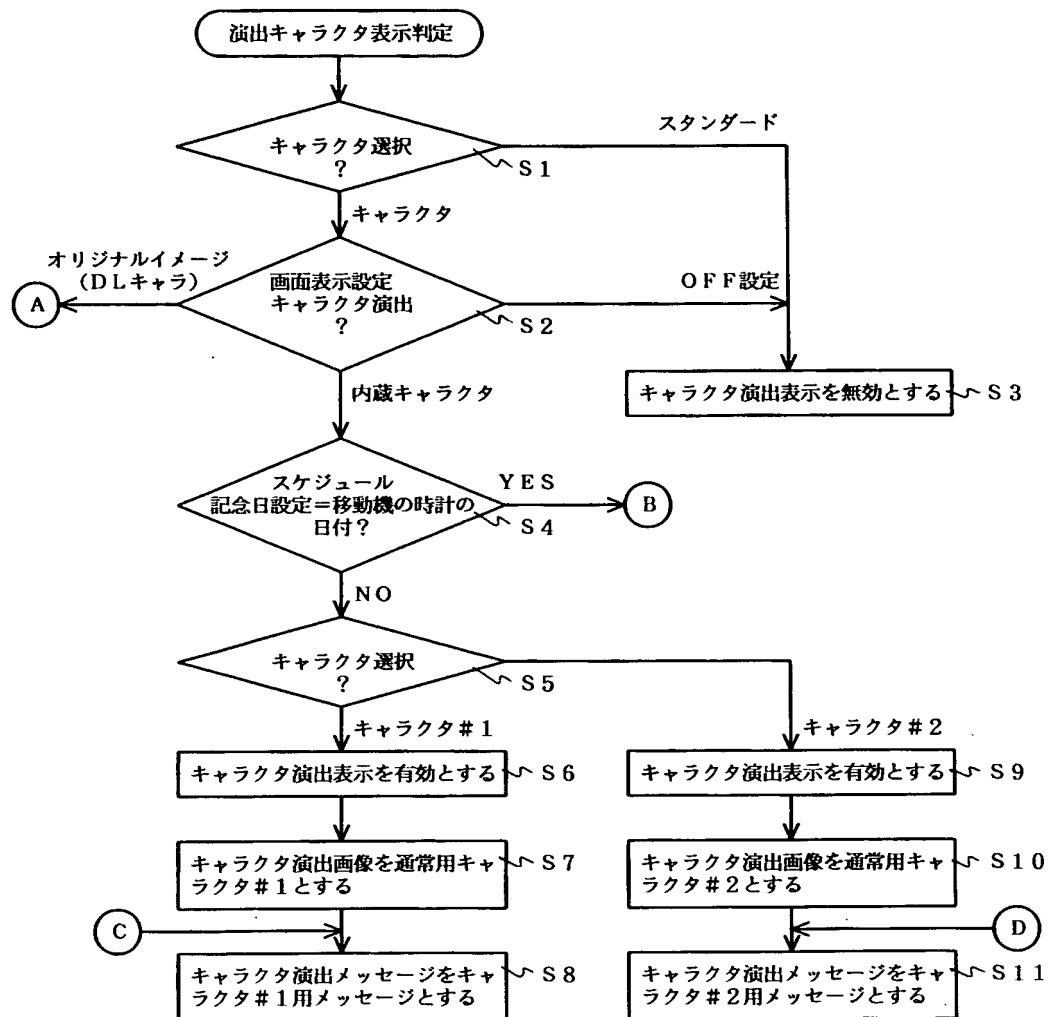 演出キャラクタ表示判定
スタンダード
キャラクタ選択
?
S1
キャラクタ
オリジナルイメージ
(DLキャラ)
画面表示設定
キャラクタ演出
?
OFF設定
A
S2
内蔵キャラクタ
キャラクタ演出表示を無効とする
S3
スケジュール
記念日設定=移動機の時計の
日付?
YES
S4
B
NO
キャラクタ選択
?
S5
キャラクタ#1
キャラクタ#2
キャラクタ演出表示を有効とする
S6
キャラクタ演出表示を有効とする
S9
キャラクタ演出画像を通常用キャ
ラクタ#1とする
S7
キャラクタ演出画像を通常用キャ
ラクタ#2とする
S10
C
D
キャラクタ演出メッセージをキャ
ラクタ#1用メッセージとする
S8
キャラクタ演出メッセージをキャ
ラクタ#2用メッセージとする
S11